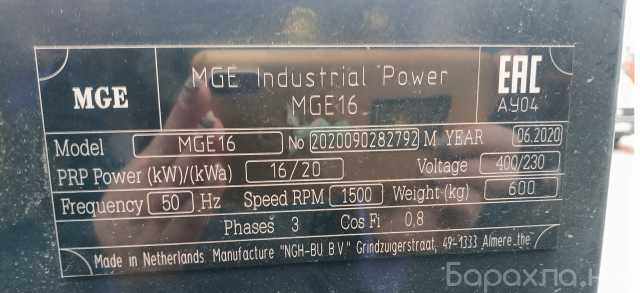 MGE
MGE Industrial Power
MGE16
EAC
АУ04
Model MGE16 No 2020090282792 M YEAR 06.2020
PRP Power (kW)/(kWa) 16/20 Voltage 400/230
Frequency 50 Hz Speed RPM 1500 Weight (kg) 600
Phases 3 Cos Fi 0,8
Made in Netherlands Manufacture "NGH-BU B V" Grindzuigerstraat, 49-1333 Almere the